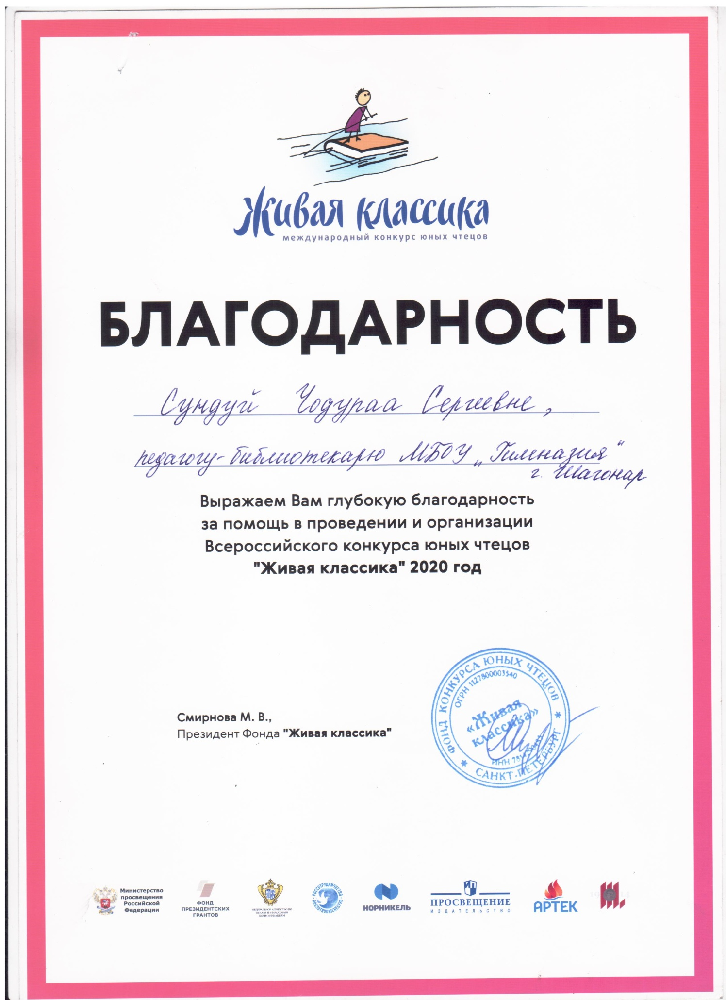 Живая классика
международный конкурс юных чтецов
БЛАГОДАРНОСТЬ
Сундуй Чодураа Сергеевне,
педагогу-библиотекарю МБОУ „Гимназия“
г. Шагонар
Выражаем Вам глубокую благодарность
за помощь в проведении и организации
Всероссийского конкурса юных чтецов
"Живая классика" 2020 год
ФОНД КОНКУРСА ЮНЫХ ЧТЕЦОВ
ОГРН 1127800003540
«Живая
классика»
ИНН
САНКТ-ПЕТЕРБУРГ
Смирнова М. В.,
Президент Фонда "Живая классика"
Министерство
просвещения
Российской
Федерации
ФОНД
ПРЕЗИДЕНТСКИХ
ГРАНТОВ
ФЕДЕРАЛЬНОЕ АГЕНТСТВО ПО
ПЕЧАТИ И МАССОВЫМ
КОММУНИКАЦИЯМ
РОССОТРУДНИЧЕСТВО
ROSSOTRUDNICHESTVO
НОРНИКЕЛЬ
ПРОСВЕЩЕНИЕ
ИЗДАТЕЛЬСТВО
АРТЕК